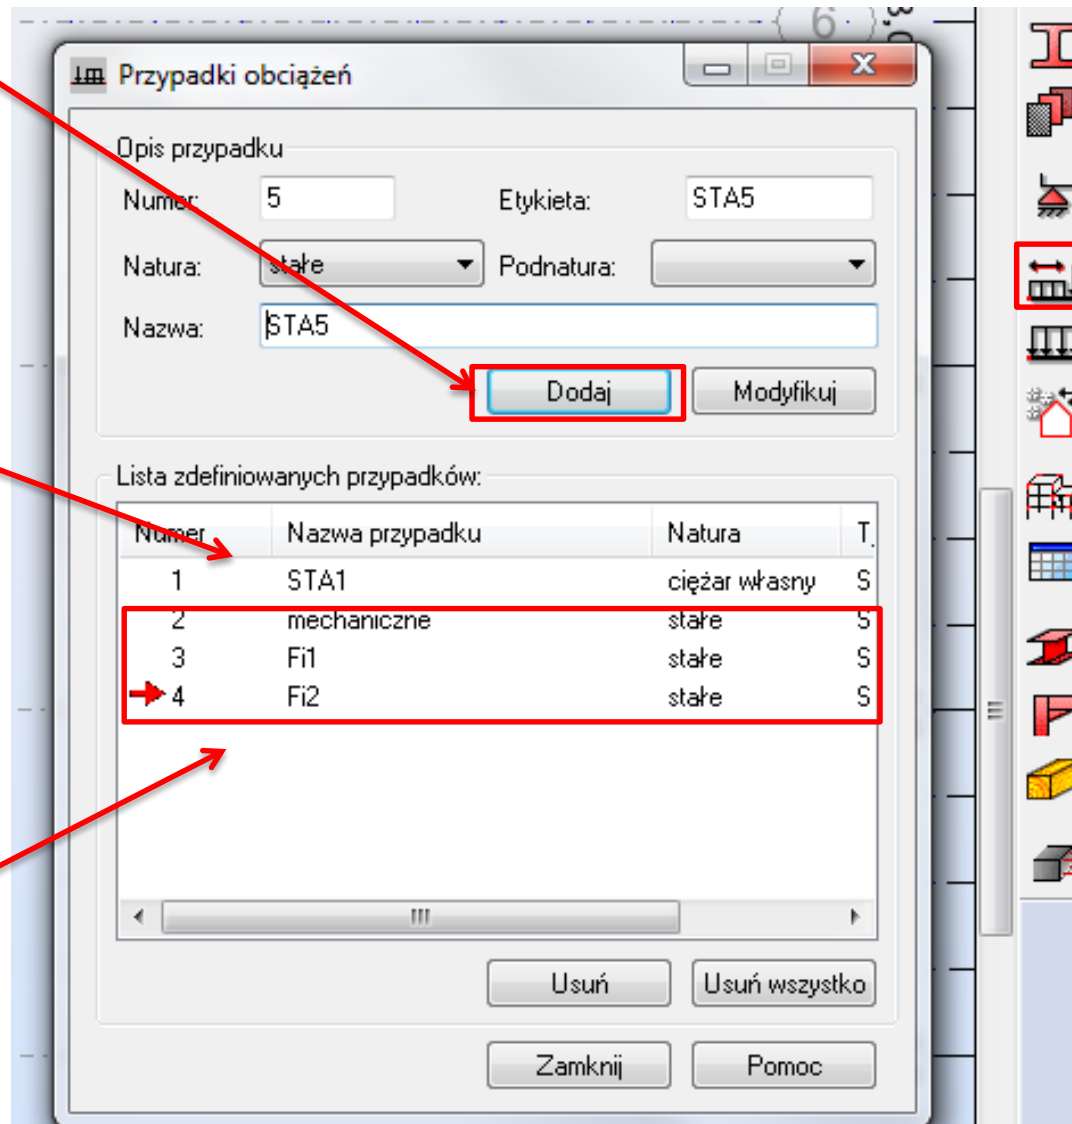 6
Przypadki obciążeń
Opis przypadku
Numer: 5 Etykieta: STA5
Natura: stałe Podnatura:
Nazwa: STA5
Dodaj Modyfikuj
Lista zdefiniowanych przypadków:
Numer Nazwa przypadku Natura T
1 STA1 ciężar własny S
2 mechaniczne stałe S
3 Fi1 stałe S
4 Fi2 stałe S
Usuń Usuń wszystko
Zamknij Pomoc